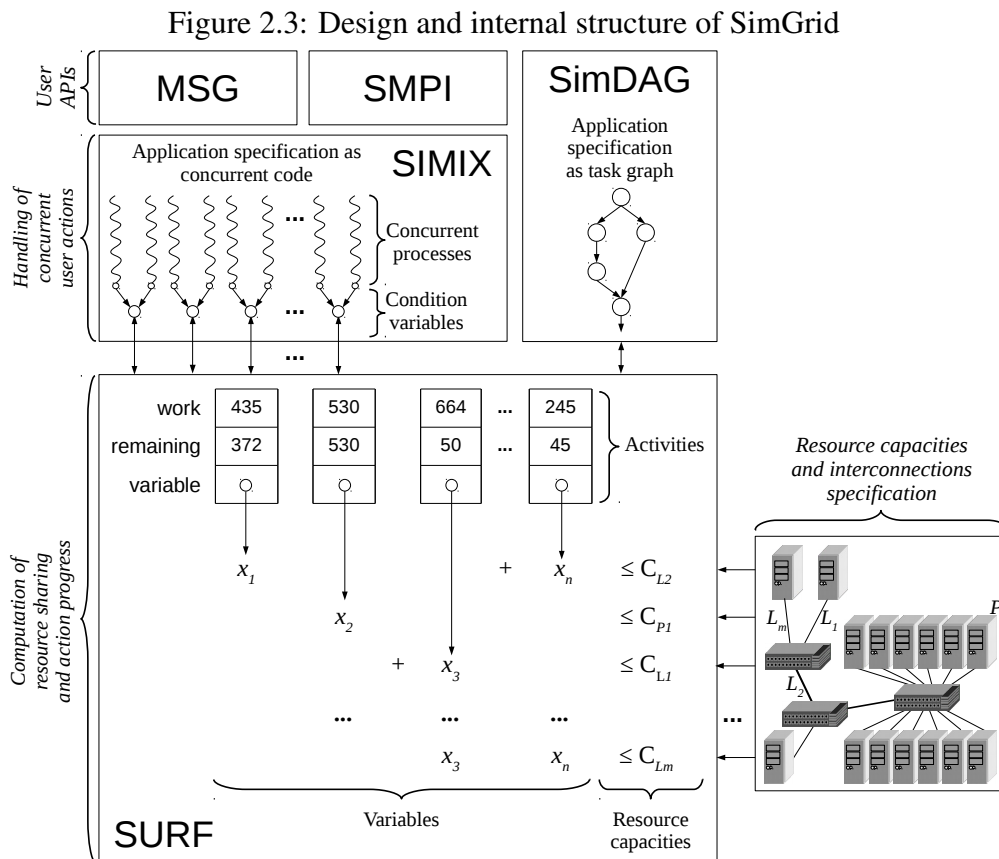 Figure 2.3: Design and internal structure of SimGrid
User
APIs
MSG
SMPI
SimDAG
Application
specification
as task graph
Handling of
concurrent
user actions
Application specification as
concurrent code
SIMIX
...
Concurrent
processes
...
Condition
variables
...
Computation of
resource sharing
and action progress
work 435 530 664 ... 245
remaining 372 530 50 ... 45
variable
Activities
x1 + xn ≤ CL2
x2 ≤ CP1
+ x3 ≤ CL1
... ... ...
x3 xn ≤ CLm
Variables
Resource
capacities
SURF
Resource capacities
and interconnections
specification
Lm L1
P
L2
...